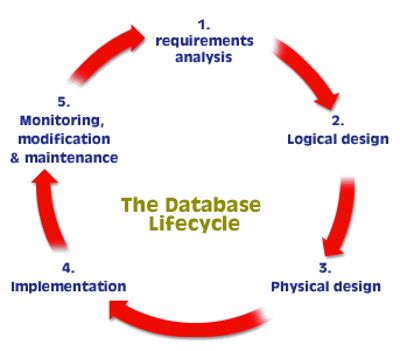 1.
requirements
analysis
2.
Logical design
3.
Physical design
4.
Implementation
5.
Monitoring,
modification
& maintenance
The Database
Lifecycle